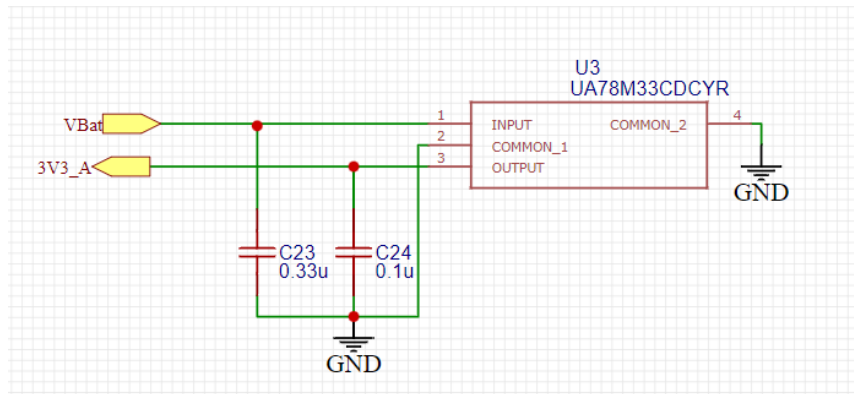 U3
UA78M33CDCYR
VBat
1
INPUT
COMMON_2
4
2
COMMON_1
3V3_A
3
OUTPUT
GND
C23
0.33u
C24
0.1u
GND